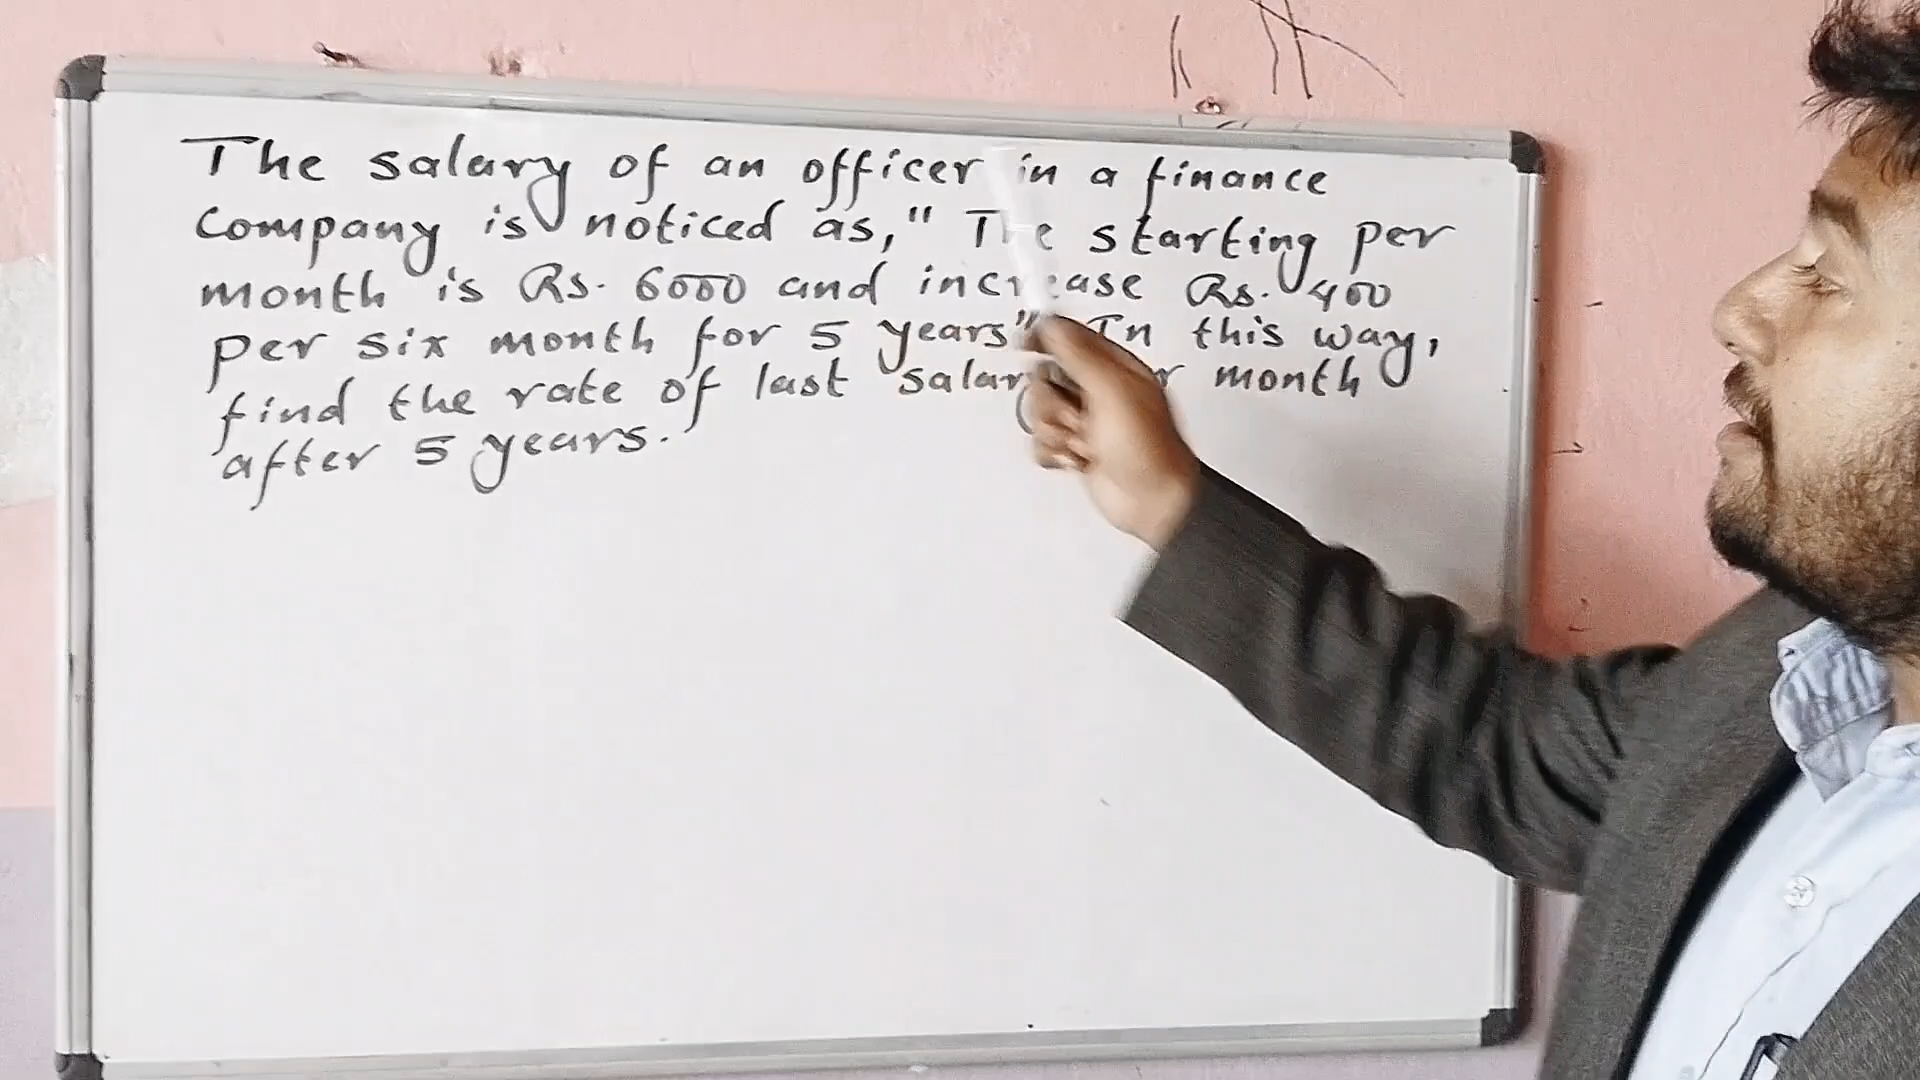 The salary of an officer in a finance
company is noticed as, " The starting per
month is Rs. 6000 and increase Rs. 400
per six month for 5 years" In this way,
find the rate of last salary month
after 5 years.